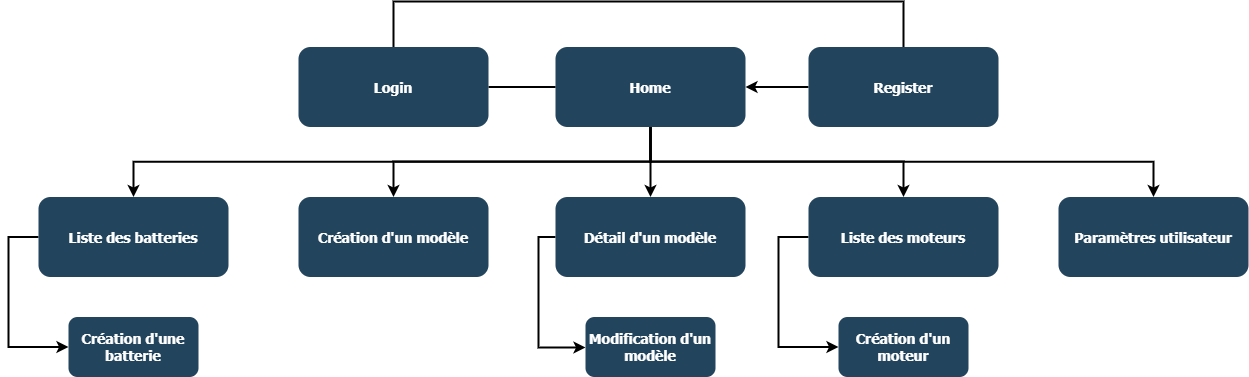 Login
Home
Register
Liste des batteries
Création d'un modèle
Détail d'un modèle
Liste des moteurs
Paramètres utilisateur
Création d'une
batterie
Modification d'un
modèle
Création d'un
moteur